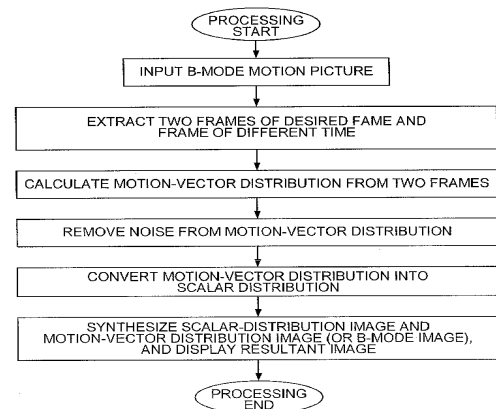 PROCESSING
START
INPUT B-MODE MOTION PICTURE
EXTRACT TWO FRAMES OF DESIRED FAME AND
FRAME OF DIFFERENT TIME
CALCULATE MOTION-VECTOR DISTRIBUTION FROM TWO FRAMES
REMOVE NOISE FROM MOTION-VECTOR DISTRIBUTION
CONVERT MOTION-VECTOR DISTRIBUTION INTO
SCALAR DISTRIBUTION
SYNTHESIZE SCALAR-DISTRIBUTION IMAGE AND
MOTION-VECTOR DISTRIBUTION IMAGE (OR B-MODE IMAGE),
AND DISPLAY RESULTANT IMAGE
PROCESSING
END